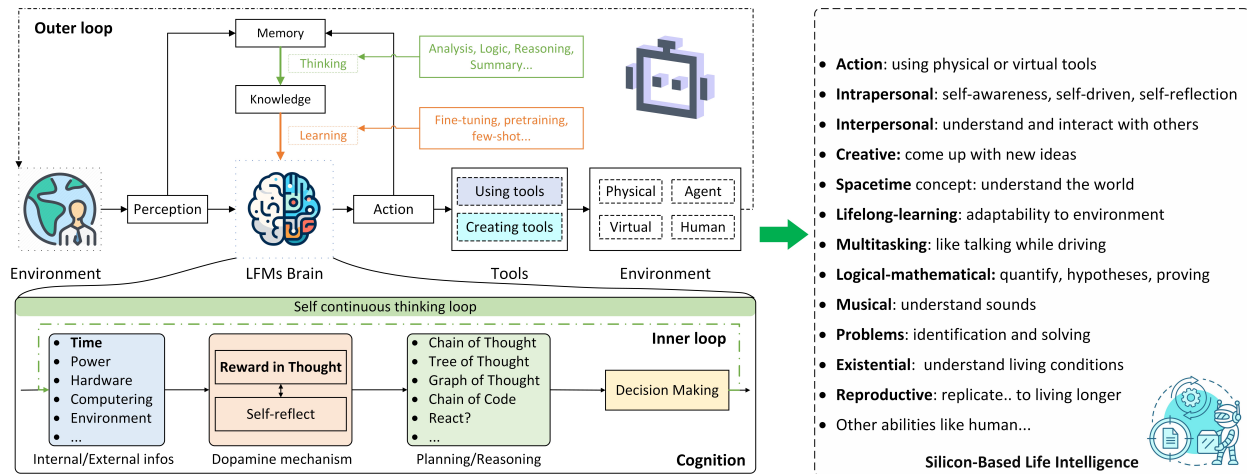 Outer loop
Memory
Thinking
Analysis, Logic, Reasoning,
Summary...
Knowledge
Learning
Fine-tuning, pretraining,
few-shot...
Perception
Action
Using tools
Creating tools
Physical
Agent
Virtual
Human
Environment
LFMs Brain
Tools
Environment
Self continuous thinking loop
Inner loop
• Time
• Power
• Hardware
• Computering
• Environment
• ...
Internal/External infos
Reward in Thought
Self-reflect
Dopamine mechanism
• Chain of Thought
• Tree of Thought
• Graph of Thought
• Chain of Code
• React?
• ...
Planning/Reasoning
Decision Making
Cognition
• Action: using physical or virtual tools
• Intrapersonal: self-awareness, self-driven, self-reflection
• Interpersonal: understand and interact with others
• Creative: come up with new ideas
• Spacetime concept: understand the world
• Lifelong-learning: adaptability to environment
• Multitasking: like talking while driving
• Logical-mathematical: quantify, hypotheses, proving
• Musical: understand sounds
• Problems: identification and solving
• Existential: understand living conditions
• Reproductive: replicate.. to living longer
• Other abilities like human...
Silicon-Based Life Intelligence